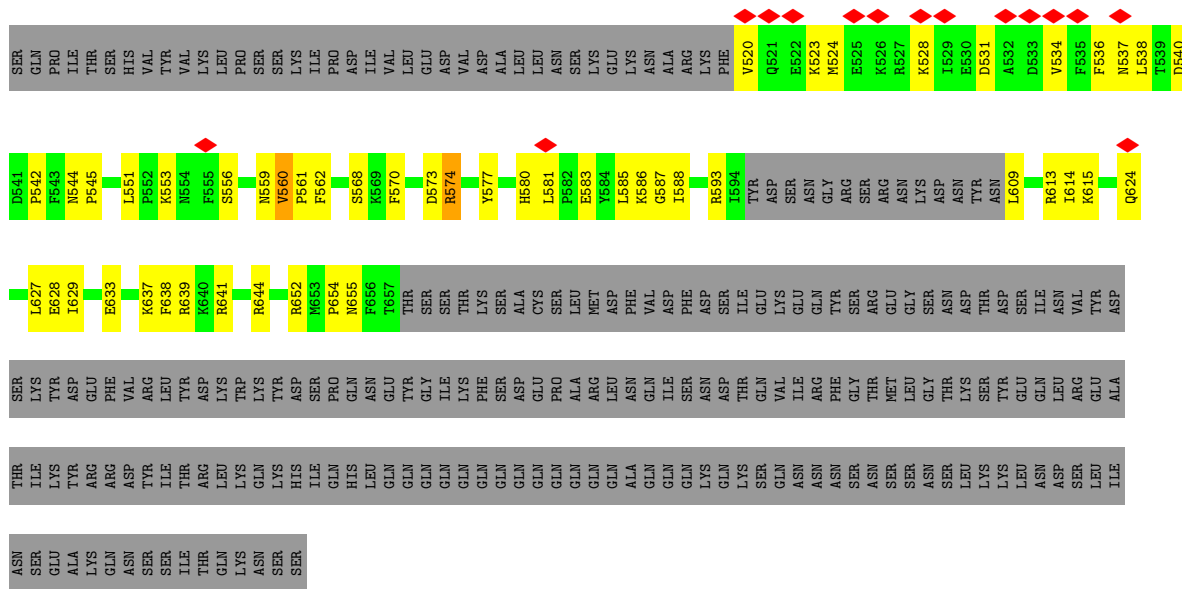 SER GLN PRO ILE THR SER HIS VAL TYR VAL LYS LEU PRO SER SER LYS ILE PRO ASP ILE VAL LEU GLU ASP VAL ASP ALA LEU LEU ASN SER LYS GLU LYS ASN ALA ARG LYS PHE V520 Q521 E522 K523 M524 E525 K526 R527 K528 I529 E530 D531 A532 D533 V534 F535 F536 N537 L538 T539 D540
D541 P542 F543 N544 P545 L551 P552 K553 N554 F555 S556 N559 V560 P561 F562 S568 K569 F570 D573 R574 Y577 H580 L581 P582 E583 Y584 L585 K586 G587 I588 R593 I594 TYR ASP SER ASN GLY ARG SER ARG ASN LYS ASP ASN TYR ASN L609 R613 I614 K615 Q624
L627 E628 I629 E633 K637 F638 R639 K640 R641 R644 R652 M653 P654 N655 F656 T657 THR SER SER THR LYS SER ALA CYS SER LEU MET ASP PHE VAL ASP PHE ASP SER ILE GLU LYS GLU GLN TYR SER ARG GLU GLY SER ASN ASP THR ASP SER ILE ASN VAL TYR ASP
SER LYS TYR ASP GLU PHE VAL ARG LEU TYR ASP LYS TRP LYS TYR ASP SER PRO GLN ASN GLU TYR GLY ILE LYS PHE SER ASP GLU PRO ALA ARG LEU ASN GLN ILE SER ASN ASP THR GLN VAL ILE ARG PHE GLY THR MET LEU GLY THR LYS SER TYR GLU GLN LEU ARG GLU ALA
THR ILE LYS TYR ARG ARG ASP TYR ILE THR ARG LEU LYS GLN LYS HIS ILE GLN HIS LEU GLN GLN GLN GLN GLN GLN GLN GLN GLN GLN GLN GLN GLN GLN ALA GLN GLN GLN LYS GLN LYS SER GLN ASN ASN ASN SER ASN SER SER ASN SER LEU LYS LYS LEU ASN ASP SER LEU ILE
ASN SER GLU ALA LYS GLN ASN SER SER ILE THR GLN LYS ASN SER SER